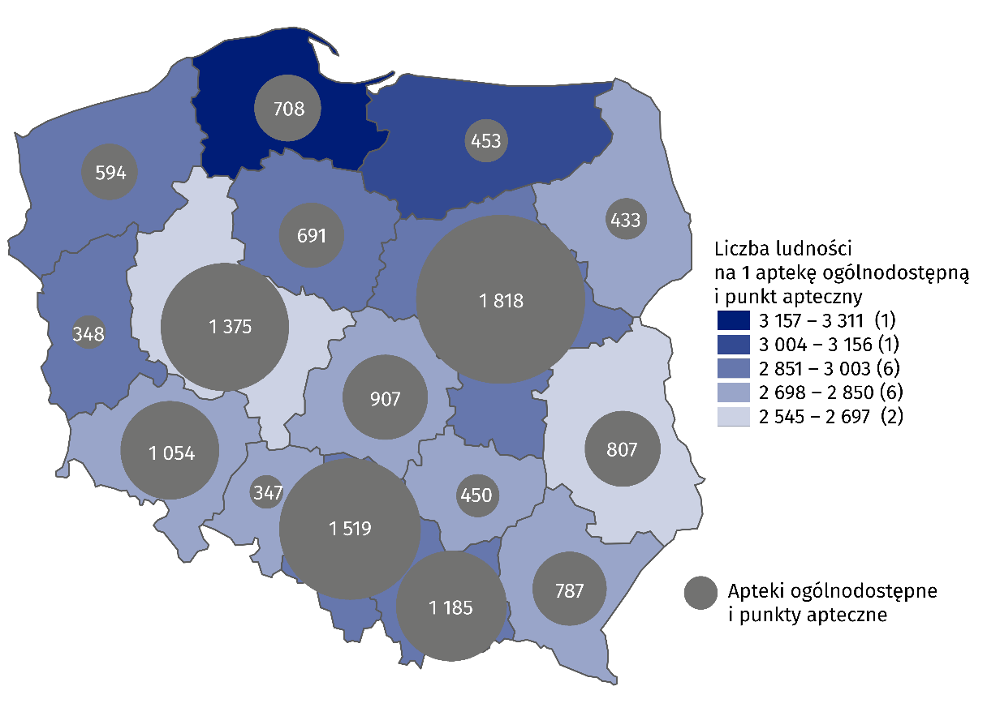 708
453
594
433
691
1 818
348
1 375
907
1 054
807
347
450
1 519
787
1 185
Liczba ludności
na 1 aptekę ogólnodostępną
i punkt apteczny
3 157 – 3 311 (1)
3 004 – 3 156 (1)
2 851 – 3 003 (6)
2 698 – 2 850 (6)
2 545 – 2 697 (2)
Apteki ogólnodostępne
i punkty apteczne